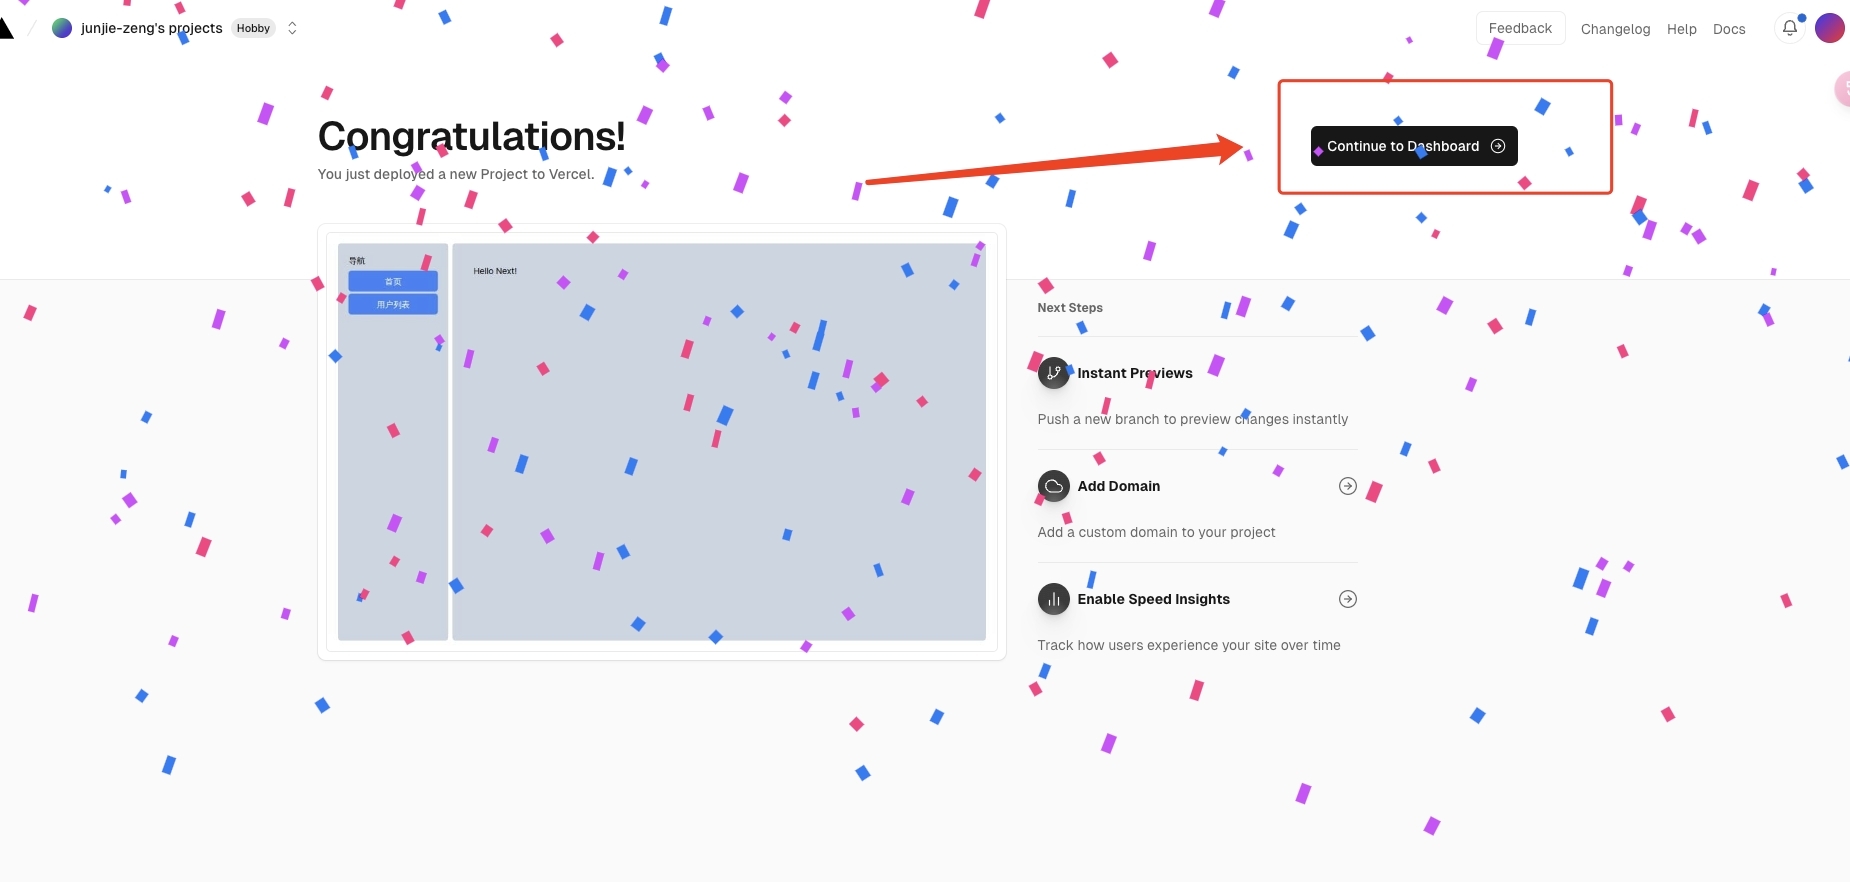 junjie-zeng's projects Hobby
Feedback Changelog Help Docs
Congratulations!
You just deployed a new Project to Vercel.
Continue to Dashboard
导航
首页
用户列表
Hello Next!
Next Steps
Instant Previews
Push a new branch to preview changes instantly
Add Domain
Add a custom domain to your project
Enable Speed Insights
Track how users experience your site over time